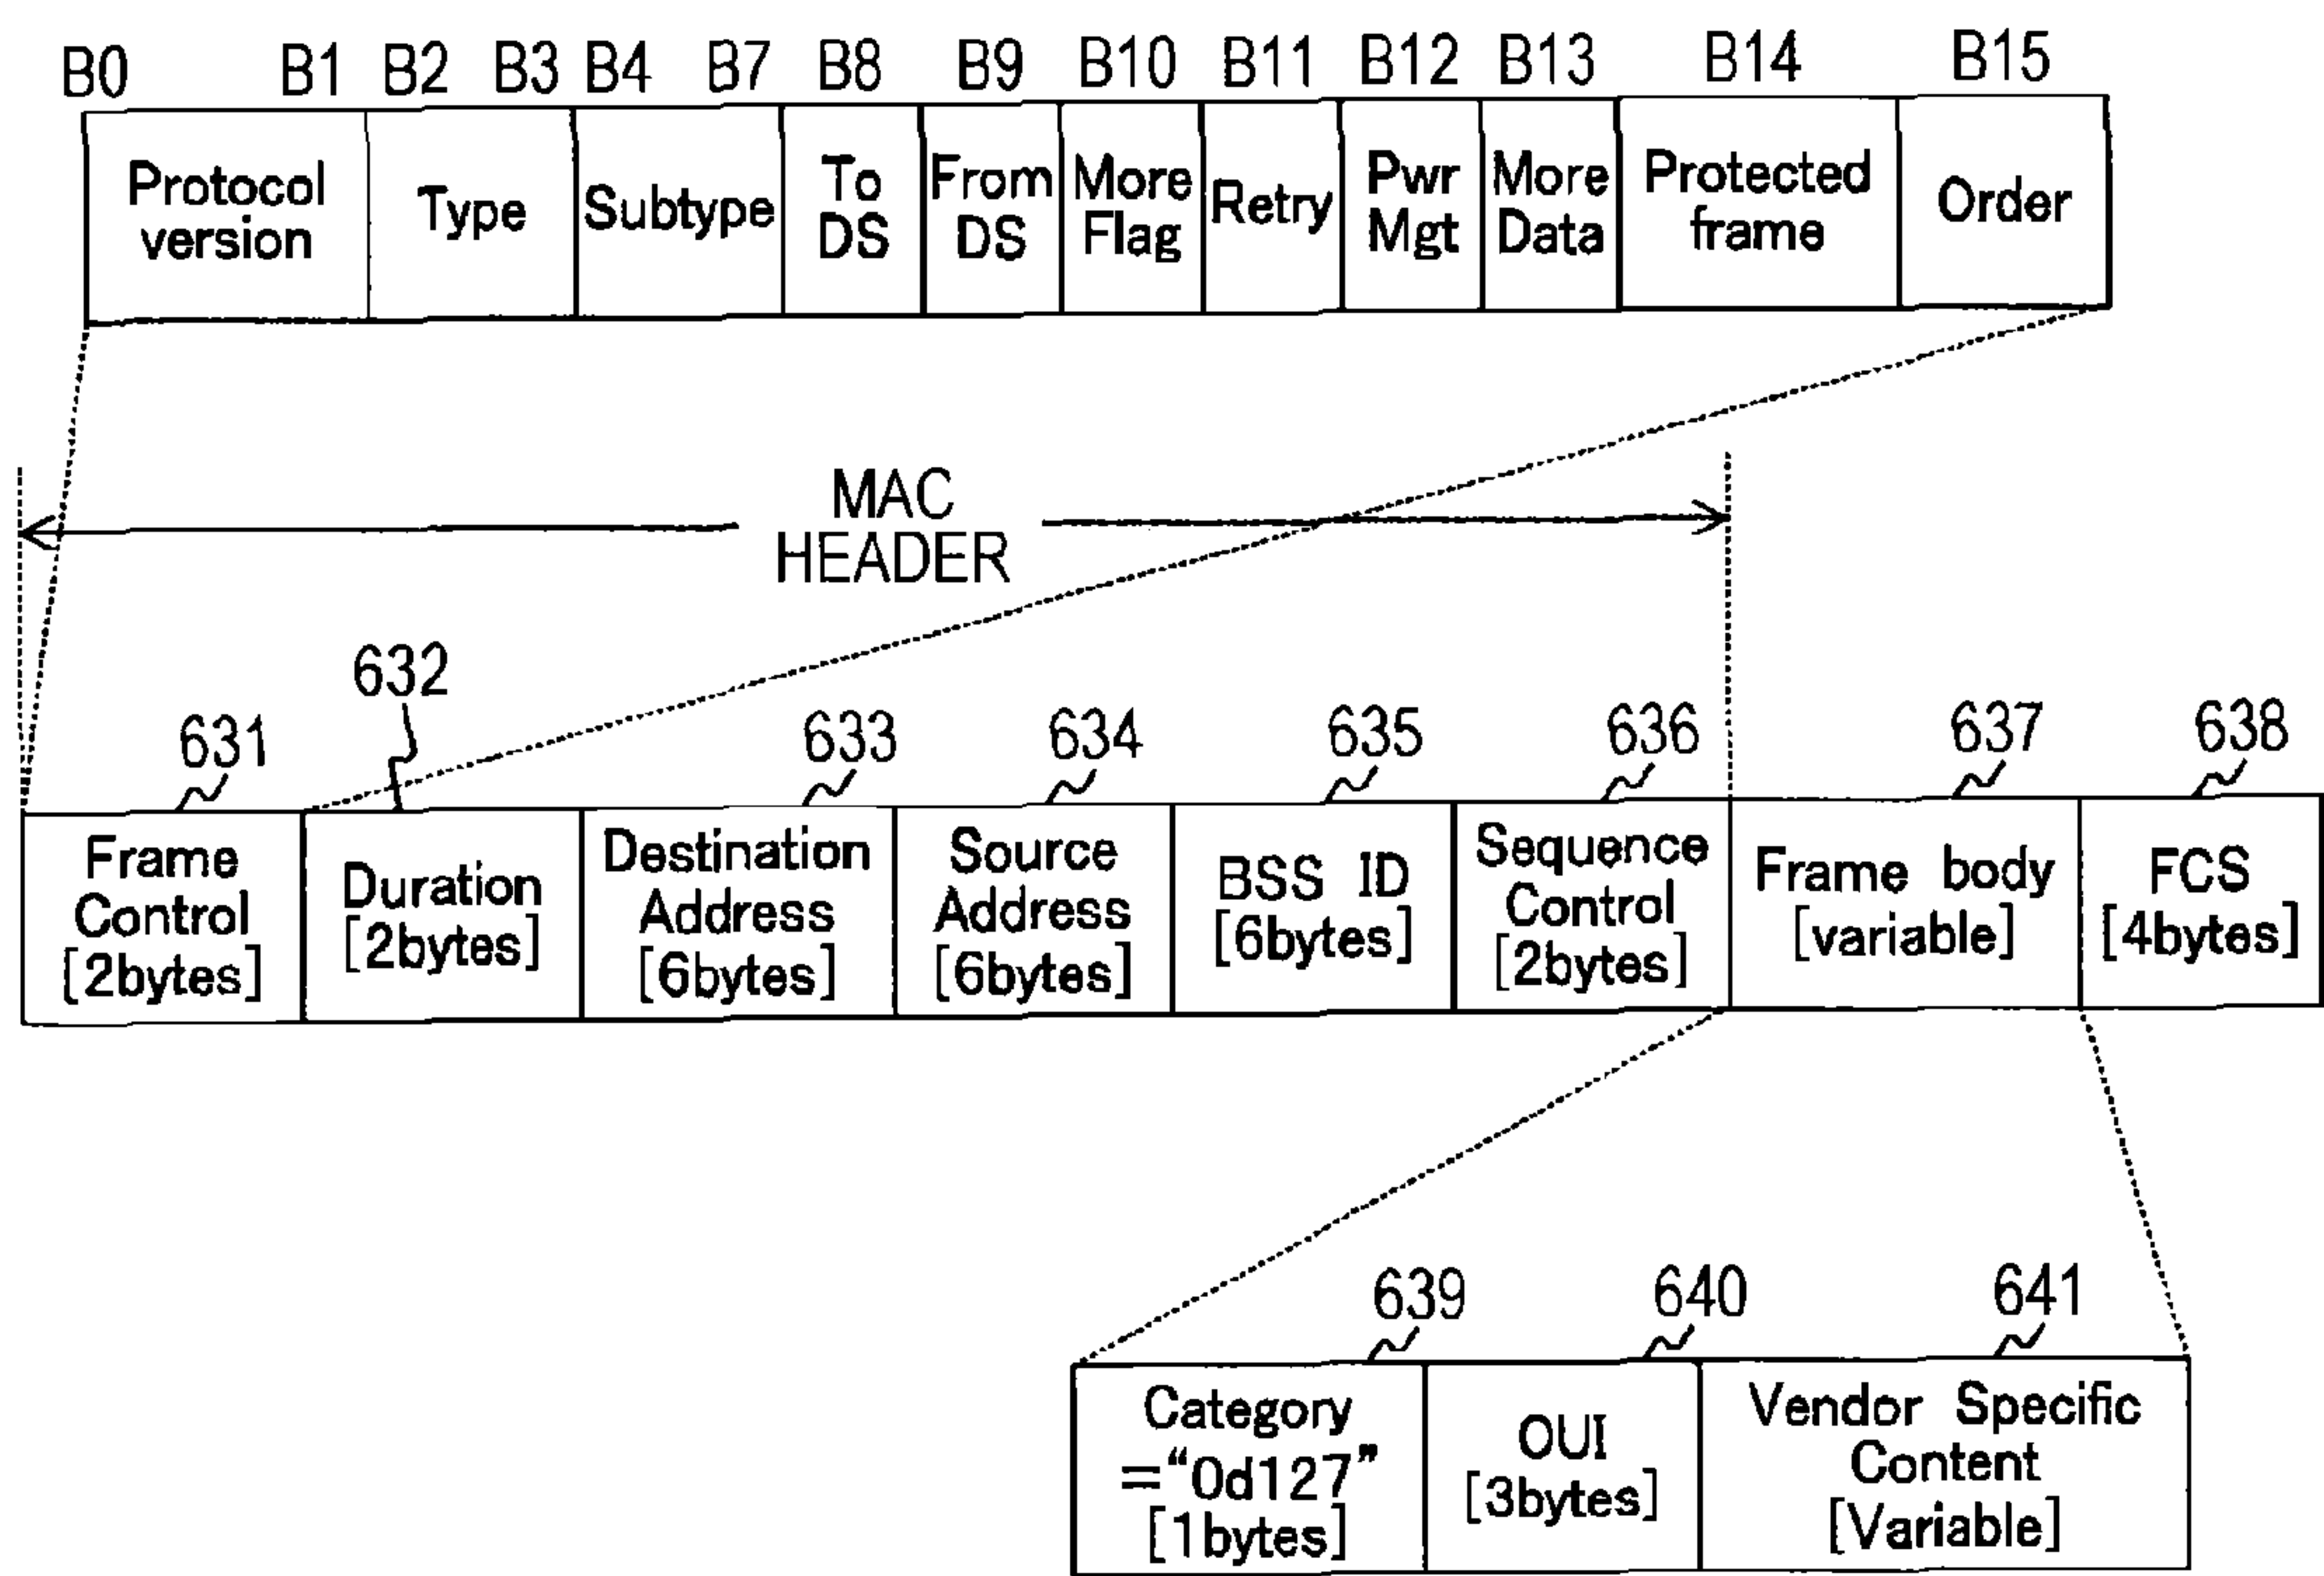 B0 B1 B2 B3 B4 B7 B8 B9 B10 B11 B12 B13 B14 B15
Protocol
version
Type
Subtype
To
DS
From
DS
More
Flag
Retry
Pwr
Mgt
More
Data
Protected
frame
Order
MAC
HEADER
631
632
633
634
635
636
637
638
Frame
Control
[2bytes]
Duration
[2bytes]
Destination
Address
[6bytes]
Source
Address
[6bytes]
BSS ID
[6bytes]
Sequence
Control
[2bytes]
Frame body
[variable]
FCS
[4bytes]
639
640
641
Category
=“0d127”
[1bytes]
OUI
[3bytes]
Vendor Specific
Content
[Variable]